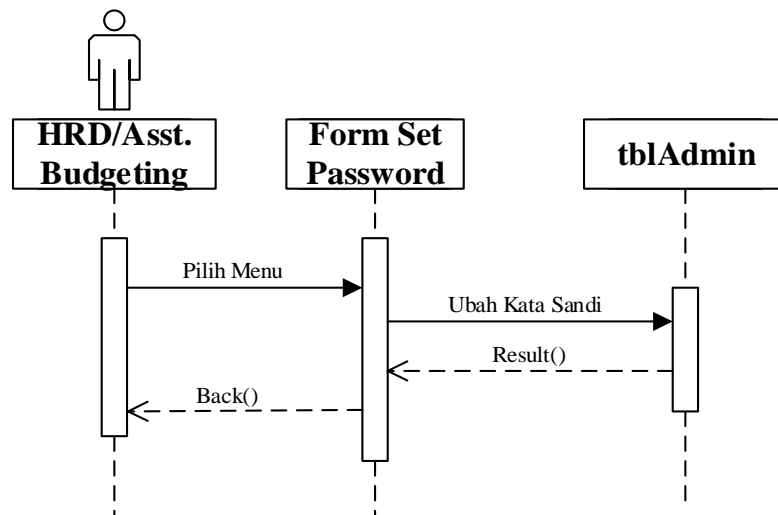 HRD/Asst.
Budgeting
Form Set
Password
tblAdmin
Pilih Menu
Ubah Kata Sandi
Result()
Back()